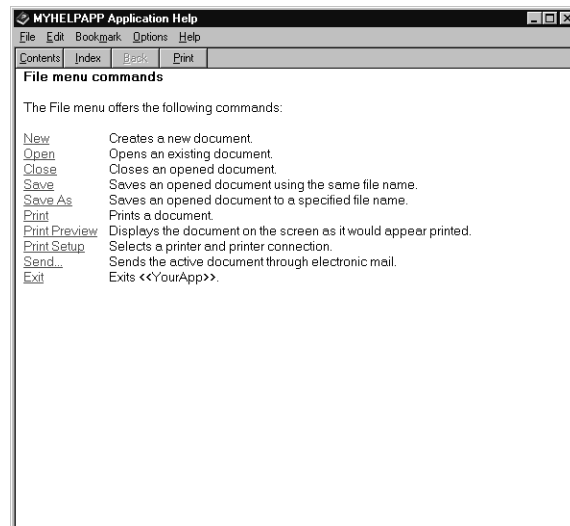 MYHELPAPP Application Help
File Edit Bookmark Options Help
Contents Index Back Print
File menu commands
The File menu offers the following commands:
New Creates a new document.
Open Opens an existing document.
Close Closes an opened document.
Save Saves an opened document using the same file name.
Save As Saves an opened document to a specified file name.
Print Prints a document.
Print Preview Displays the document on the screen as it would appear printed.
Print Setup Selects a printer and printer connection.
Send... Sends the active document through electronic mail.
Exit Exits <<YourApp>>.